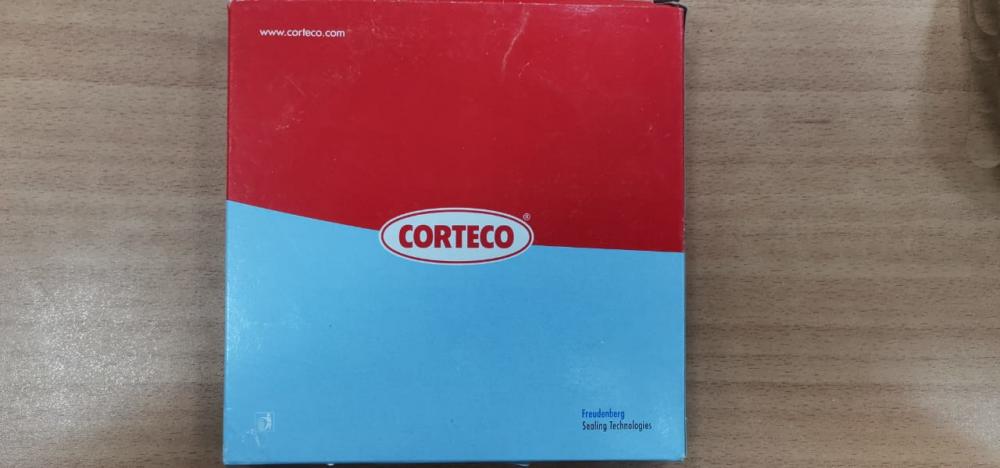 www.corteco.com
CORTECO®
Freudenberg
Sealing Technologies